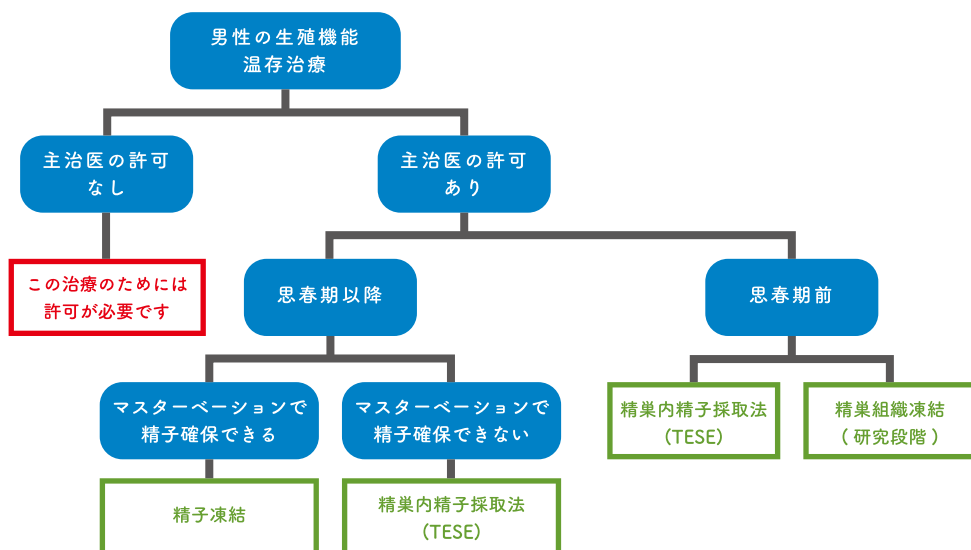 男性の生殖機能
温存治療
主治医の許可
なし
主治医の許可
あり
この治療のためには
許可が必要です
思春期以降
思春期前
マスターベーションで
精子確保できる
マスターベーションで
精子確保できない
精巣内精子採取法
(TESE)
精巣組織凍結
(研究段階)
精子凍結
精巣内精子採取法
(TESE)